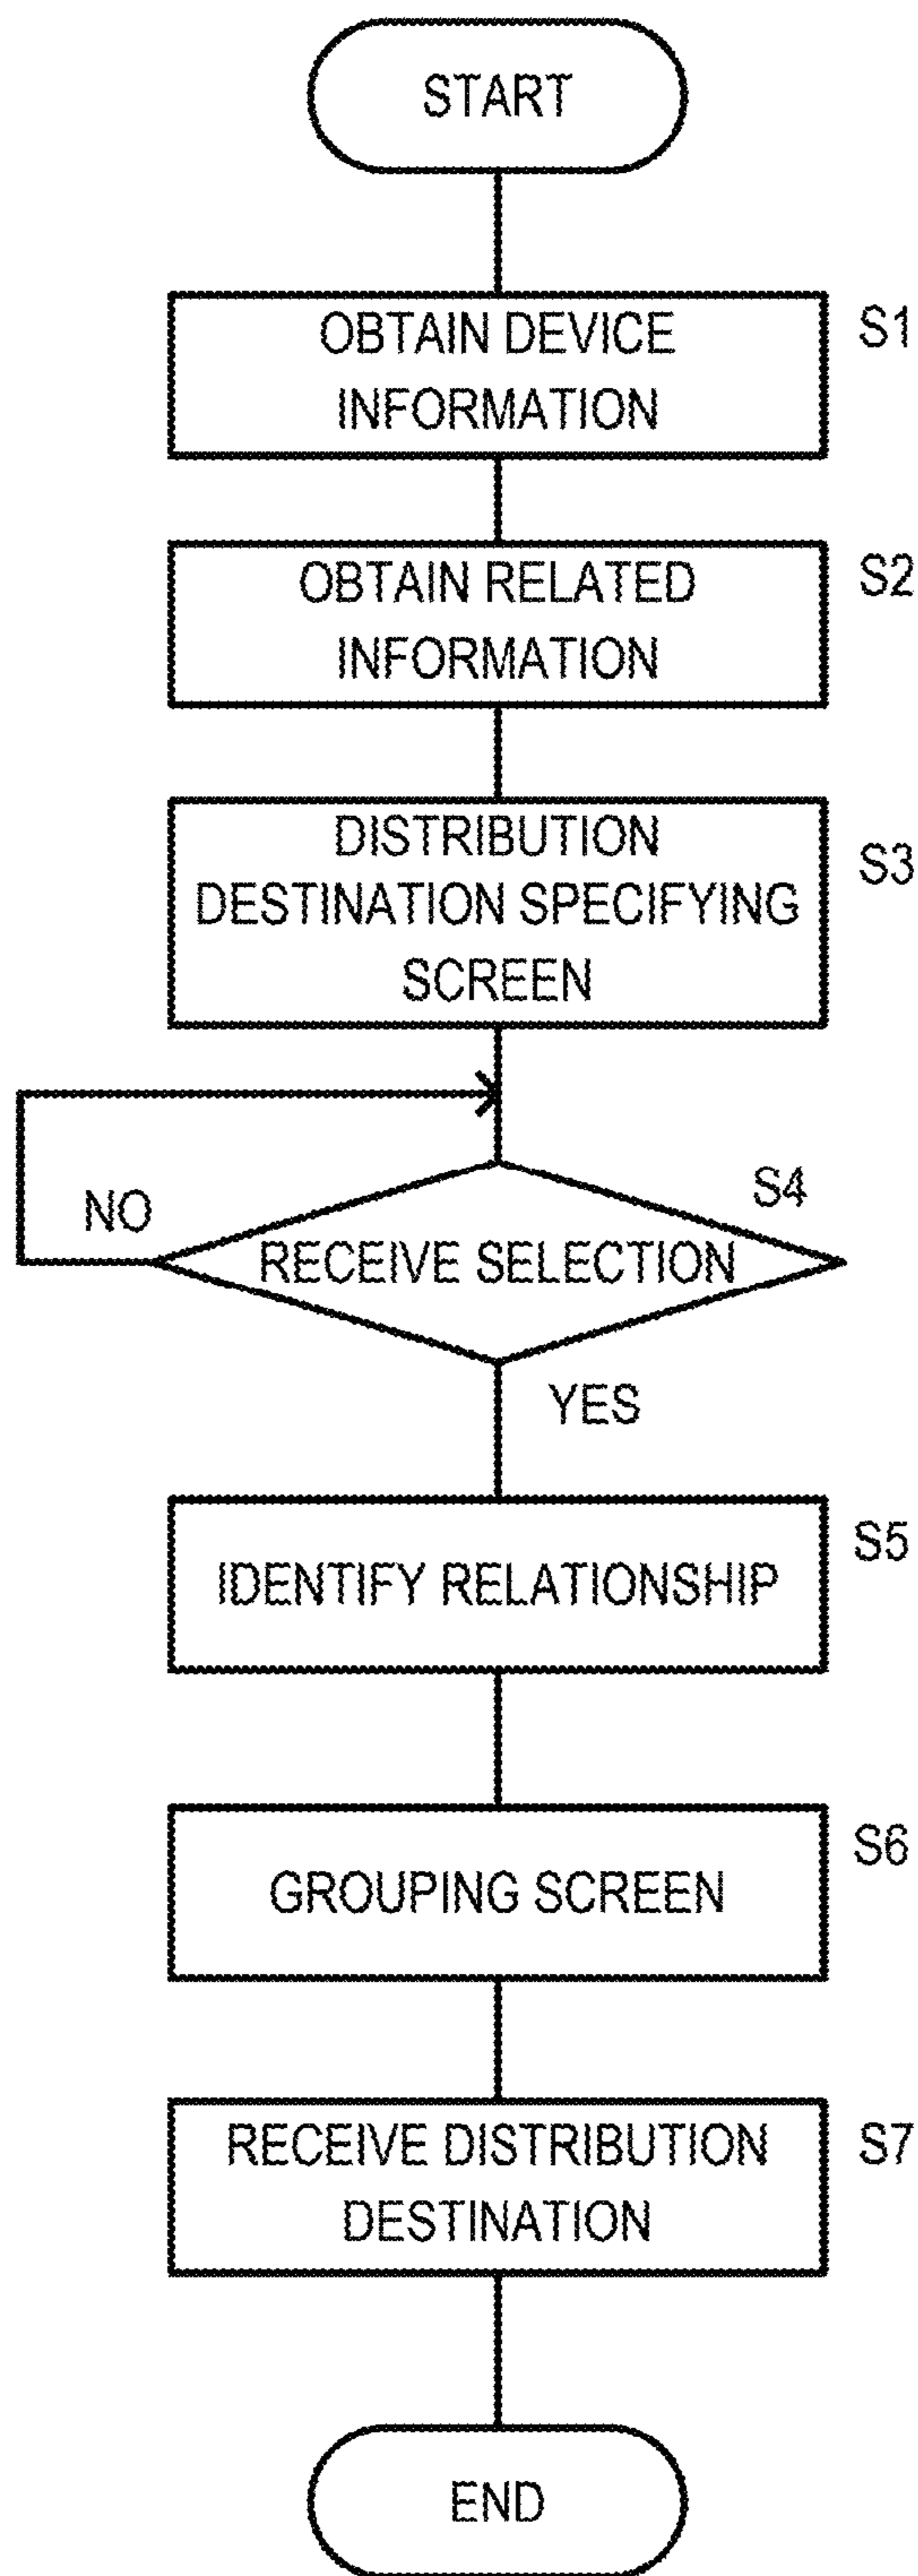 START
OBTAIN DEVICE
INFORMATION
S1
OBTAIN RELATED
INFORMATION
S2
DISTRIBUTION
DESTINATION SPECIFYING
SCREEN
S3
NO
RECEIVE SELECTION
S4
YES
IDENTIFY RELATIONSHIP
S5
GROUPING SCREEN
S6
RECEIVE DISTRIBUTION
DESTINATION
S7
END